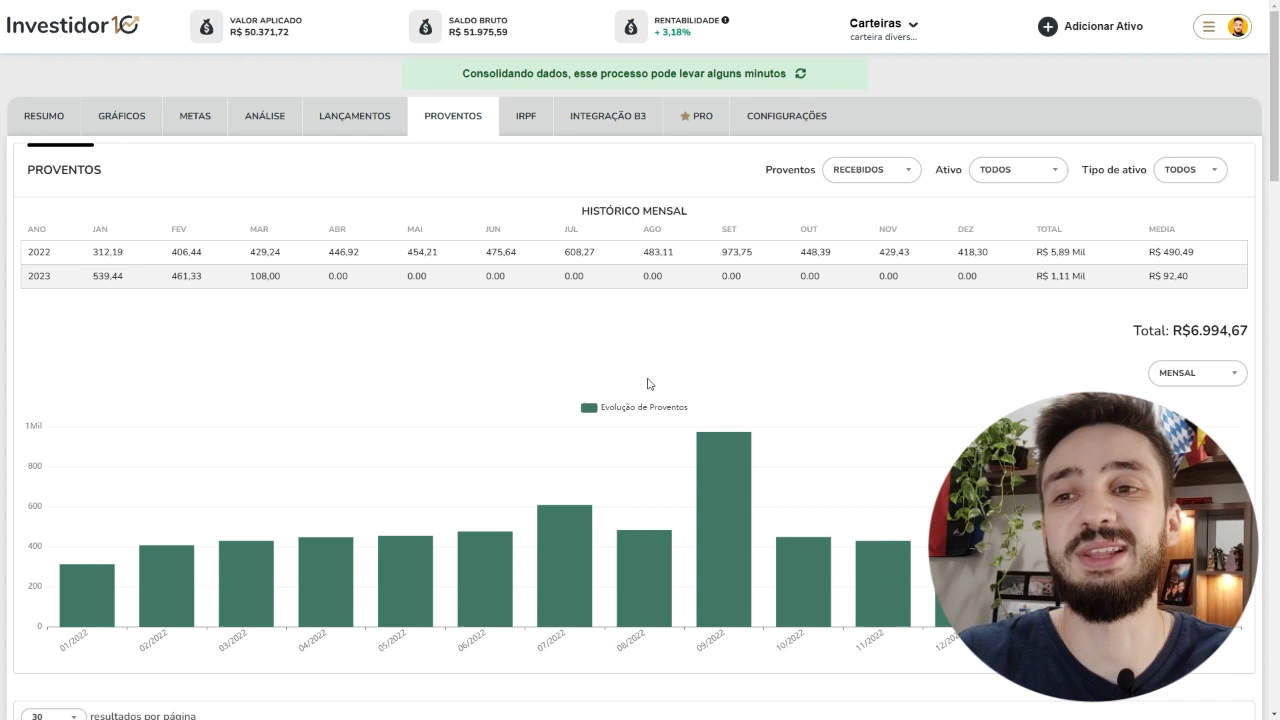 Investidor10
VALOR APLICADO
R$ 50.371,72
SALDO BRUTO
R$ 51.975,59
RENTABILIDADE
+ 3,18%
Carteiras
carteira divers...
Adicionar Ativo
Consolidando dados, esse processo pode levar alguns minutos
RESUMO GRÁFICOS METAS ANÁLISE LANÇAMENTOS PROVENTOS IRPF INTEGRAÇÃO B3 PRO CONFIGURAÇÕES
PROVENTOS
Proventos RECEBIDOS Ativo TODOS Tipo de ativo TODOS
HISTÓRICO MENSAL
ANO JAN FEV MAR ABR MAI JUN JUL AGO SET OUT NOV DEZ TOTAL MEDIA
2022 312,19 406,44 429,24 446,92 454,21 475,64 608,27 483,11 973,75 448,39 429,43 418,30 R$ 5,89 Mil R$ 490,49
2023 539,44 461,33 108,00 0.00 0.00 0.00 0.00 0.00 0.00 0.00 0.00 0.00 R$ 1,11 Mil R$ 92,40
Total: R$6.994,67
MENSAL
Evolução de Proventos
1Mil
800
600
400
200
0
01/2022 02/2022 03/2022 04/2022 05/2022 06/2022 07/2022 08/2022 09/2022 10/2022 11/2022
30 resultados por página